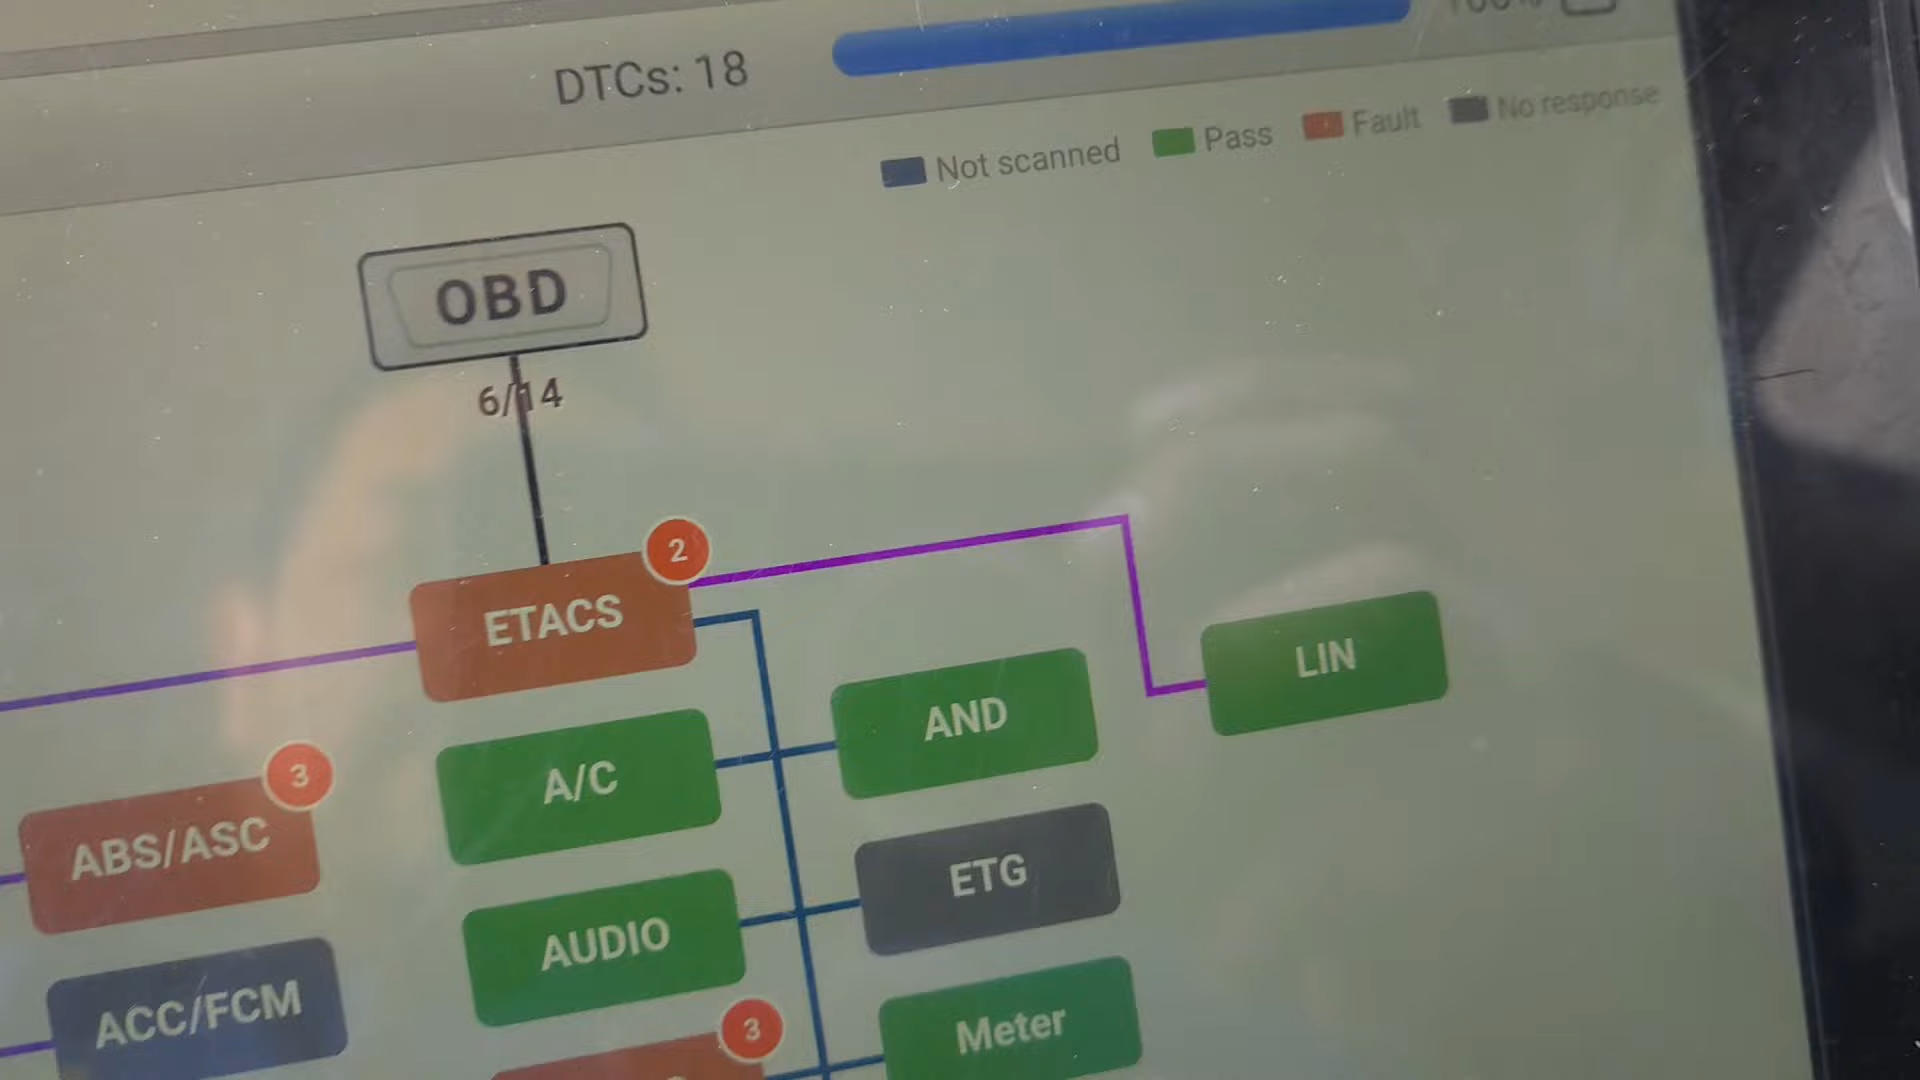 DTCs: 18
100%
Not scanned
Pass
Fault
No response
OBD
6/14
2
ETACS
LIN
AND
3
A/C
ABS/ASC
ETG
AUDIO
ACC/FCM
3
Meter